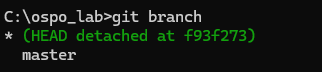 C:\ospo_lab>git branch
* (HEAD detached at f93f273)
  master